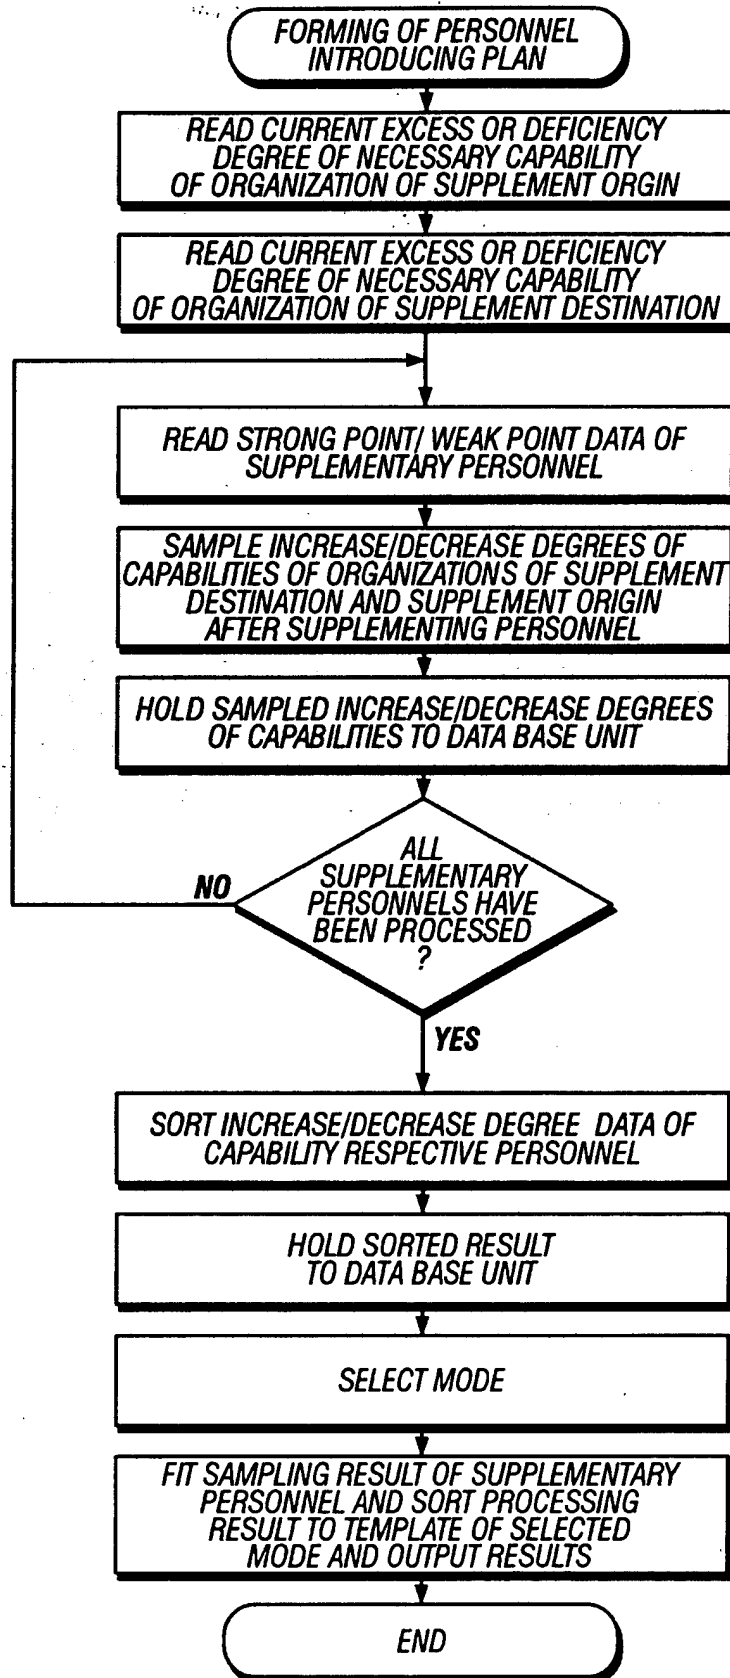 FORMING OF PERSONNEL
INTRODUCING PLAN
READ CURRENT EXCESS OR DEFICIENCY
DEGREE OF NECESSARY CAPABILITY
OF ORGANIZATION OF SUPPLEMENT ORGIN
READ CURRENT EXCESS OR DEFICIENCY
DEGREE OF NECESSARY CAPABILITY
OF ORGANIZATION OF SUPPLEMENT DESTINATION
READ STRONG POINT/ WEAK POINT DATA OF
SUPPLEMENTARY PERSONNEL
SAMPLE INCREASE/DECREASE DEGREES OF
CAPABILITIES OF ORGANIZATIONS OF SUPPLEMENT
DESTINATION AND SUPPLEMENT ORIGIN
AFTER SUPPLEMENTING PERSONNEL
HOLD SAMPLED INCREASE/DECREASE DEGREES
OF CAPABILITIES TO DATA BASE UNIT
ALL
SUPPLEMENTARY
PERSONNELS HAVE
BEEN PROCESSED
?
NO
YES
SORT INCREASE/DECREASE DEGREE DATA OF
CAPABILITY RESPECTIVE PERSONNEL
HOLD SORTED RESULT
TO DATA BASE UNIT
SELECT MODE
FIT SAMPLING RESULT OF SUPPLEMENTARY
PERSONNEL AND SORT PROCESSING
RESULT TO TEMPLATE OF SELECTED
MODE AND OUTPUT RESULTS
END